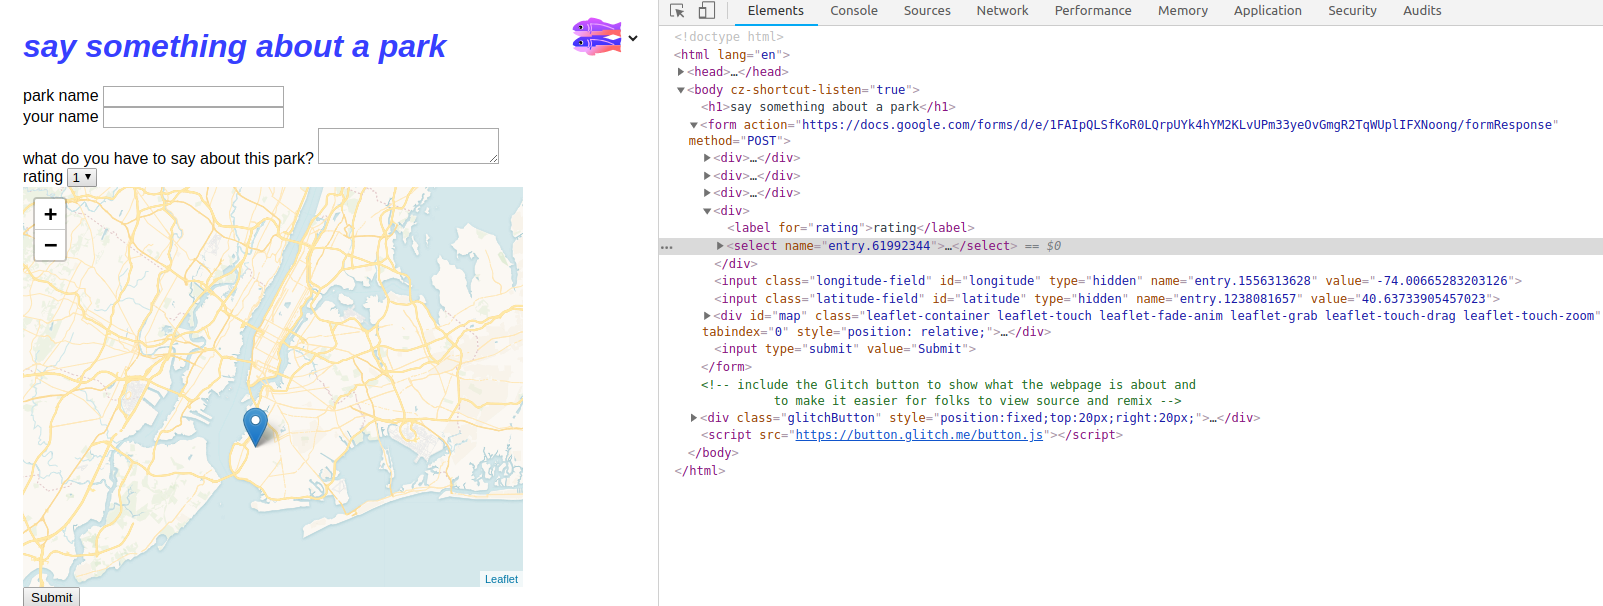 say something about a park
park name
your name
what do you have to say about this park?
rating 1
+
−
Leaflet
Submit
Elements Console Sources Network Performance Memory Application Security Audits
<!doctype html>
<html lang="en">
<head>…</head>
<body cz-shortcut-listen="true">
<h1>say something about a park</h1>
<form action="https://docs.google.com/forms/d/e/1FAIpQLSfKoR0LQrpUYk4hYM2KLvUPm33yeOvGmgR2TqWUplIFXNoong/formResponse"
method="POST">
<div>…</div>
<div>…</div>
<div>…</div>
<div>
<label for="rating">rating</label>
<select name="entry.61992344">…</select> == $0
</div>
<input class="longitude-field" id="longitude" type="hidden" name="entry.1556313628" value="-74.00665283203126">
<input class="latitude-field" id="latitude" type="hidden" name="entry.1238081657" value="40.63733905457023">
<div id="map" class="leaflet-container leaflet-touch leaflet-fade-anim leaflet-grab leaflet-touch-drag leaflet-touch-zoom"
tabindex="0" style="position: relative;">…</div>
<input type="submit" value="Submit">
</form>
<!-- include the Glitch button to show what the webpage is about and
to make it easier for folks to view source and remix -->
<div class="glitchButton" style="position:fixed;top:20px;right:20px;">…</div>
<script src="https://button.glitch.me/button.js"></script>
</body>
</html>